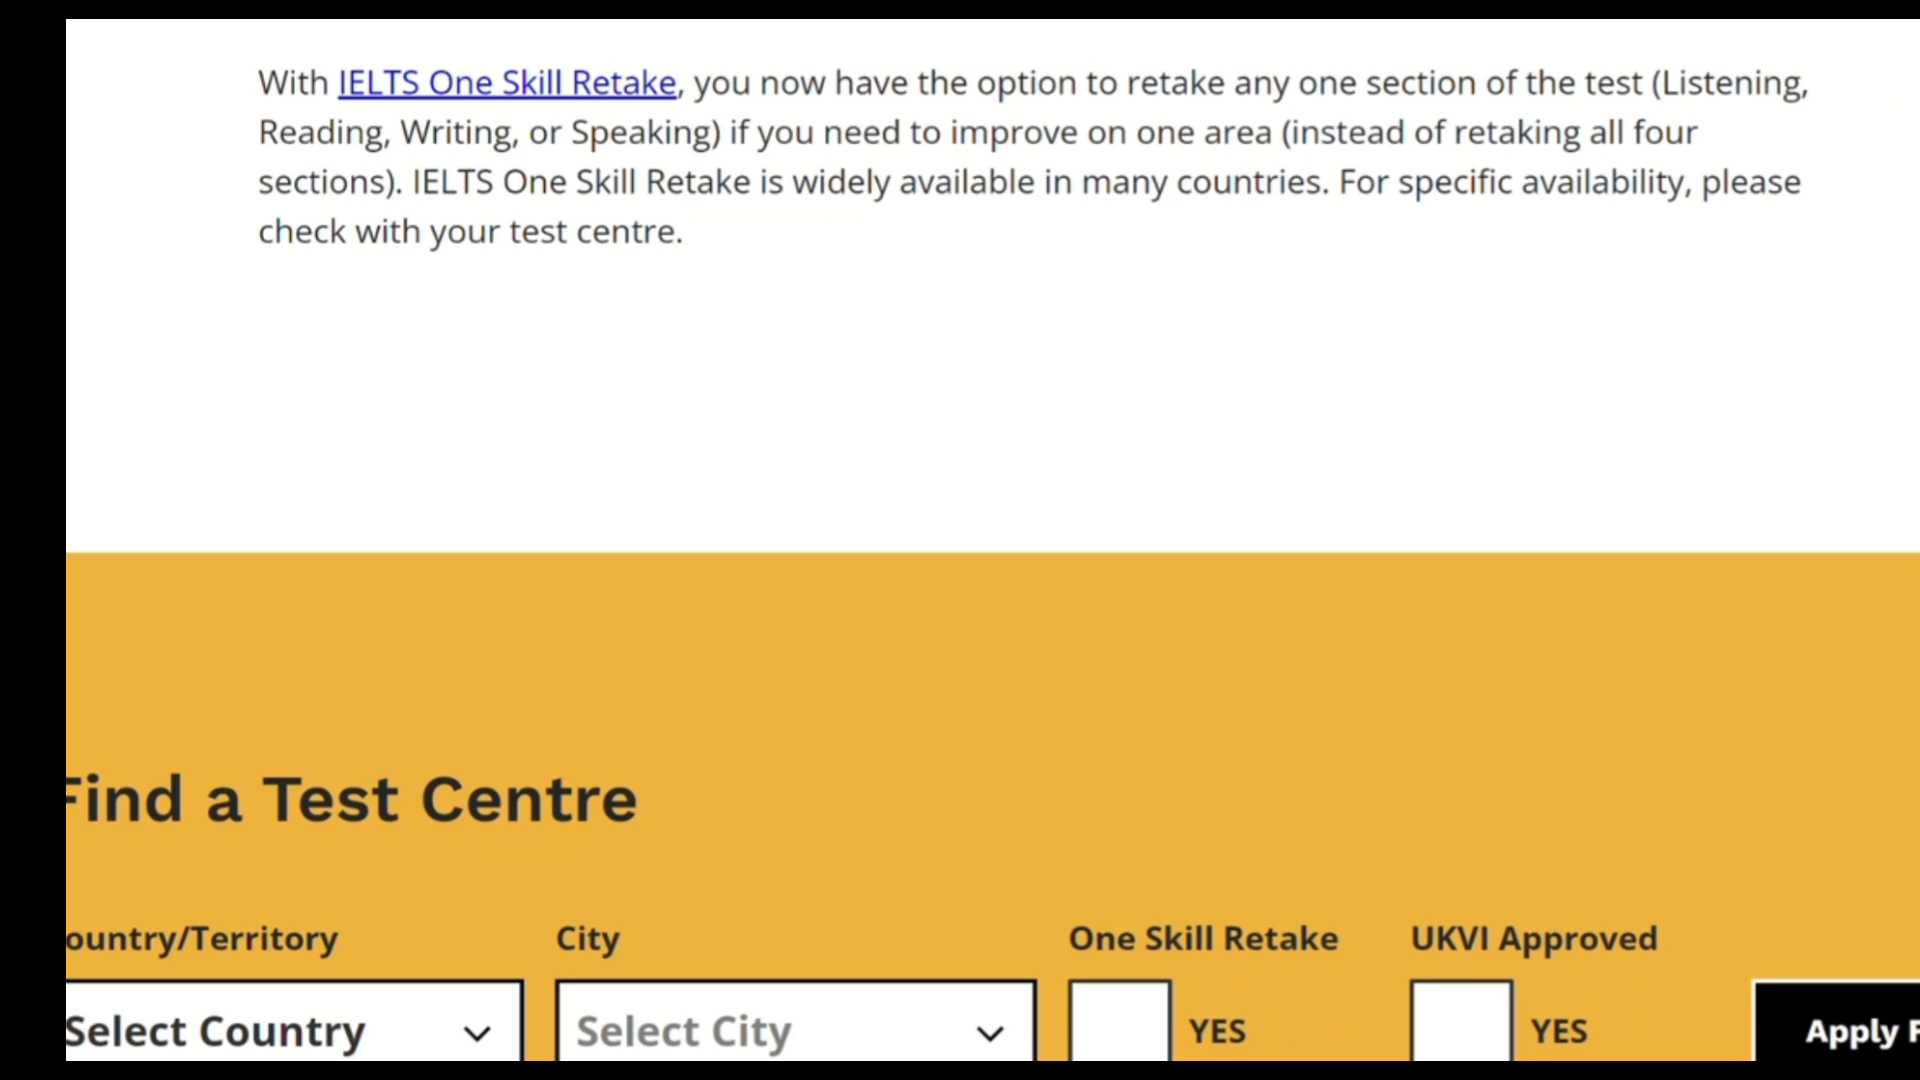 With IELTS One Skill Retake, you now have the option to retake any one section of the test (Listening,
Reading, Writing, or Speaking) if you need to improve on one area (instead of retaking all four
sections). IELTS One Skill Retake is widely available in many countries. For specific availability, please
check with your test centre.
Find a Test Centre
ountry/Territory City One Skill Retake UKVI Approved
Select Country Select City YES YES Apply F